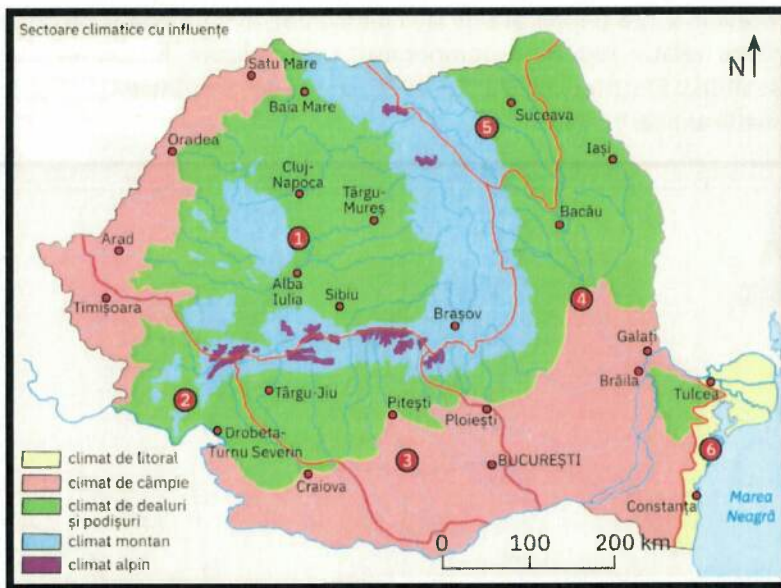 Sectoare climatice cu influențe
N
Satu Mare
Baia Mare
5
Suceava
Oradea
Iași
Cluj-
Napoca
Târgu-
Mureș
Bacău
1
Arad
Alba
Iulia
Sibiu
4
Timișoara
Brașov
Galați
Brăila
2
Târgu-Jiu
Pitești
Ploiești
Tulcea
Drobeta-
Turnu Severin
3
BUCUREȘTI
6
Craiova
Constanța
Marea
Neagră
climat de litoral
climat de câmpie
climat de dealuri
și podișuri
climat montan
climat alpin
0 100 200 km